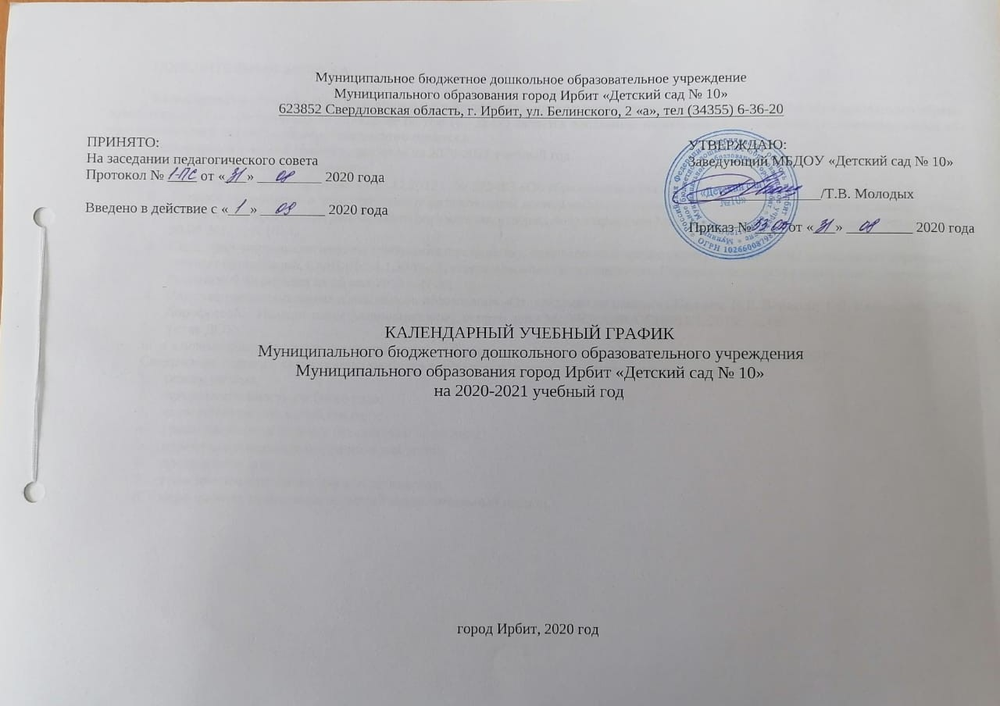 Муниципальное бюджетное дошкольное образовательное учреждение
Муниципального образования город Ирбит «Детский сад № 10»
623852 Свердловская область, г. Ирбит, ул. Белинского, 2 «а», тел (34355) 6-36-20
ПРИНЯТО:
На заседании педагогического совета
Протокол № 1-ПС от «31» 08 2020 года
Введено в действие с «1» 09 2020 года
УТВЕРЖДАЮ:
Заведующий МБДОУ «Детский сад № 10»
/Т.В. Молодых
Приказ № от «31» 08 2020 года
«Детский сад
№10»
КАЛЕНДАРНЫЙ УЧЕБНЫЙ ГРАФИК
Муниципального бюджетного дошкольного образовательного учреждения
Муниципального образования город Ирбит «Детский сад № 10»
на 2020-2021 учебный год
город Ирбит, 2020 год